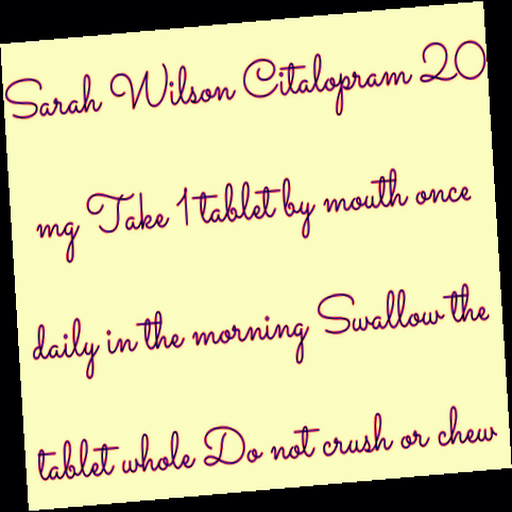 Sarah Wilson Citalopram 20
mg Take 1 tablet by mouth once
daily in the morning Swallow the
tablet whole Do not crush or chew